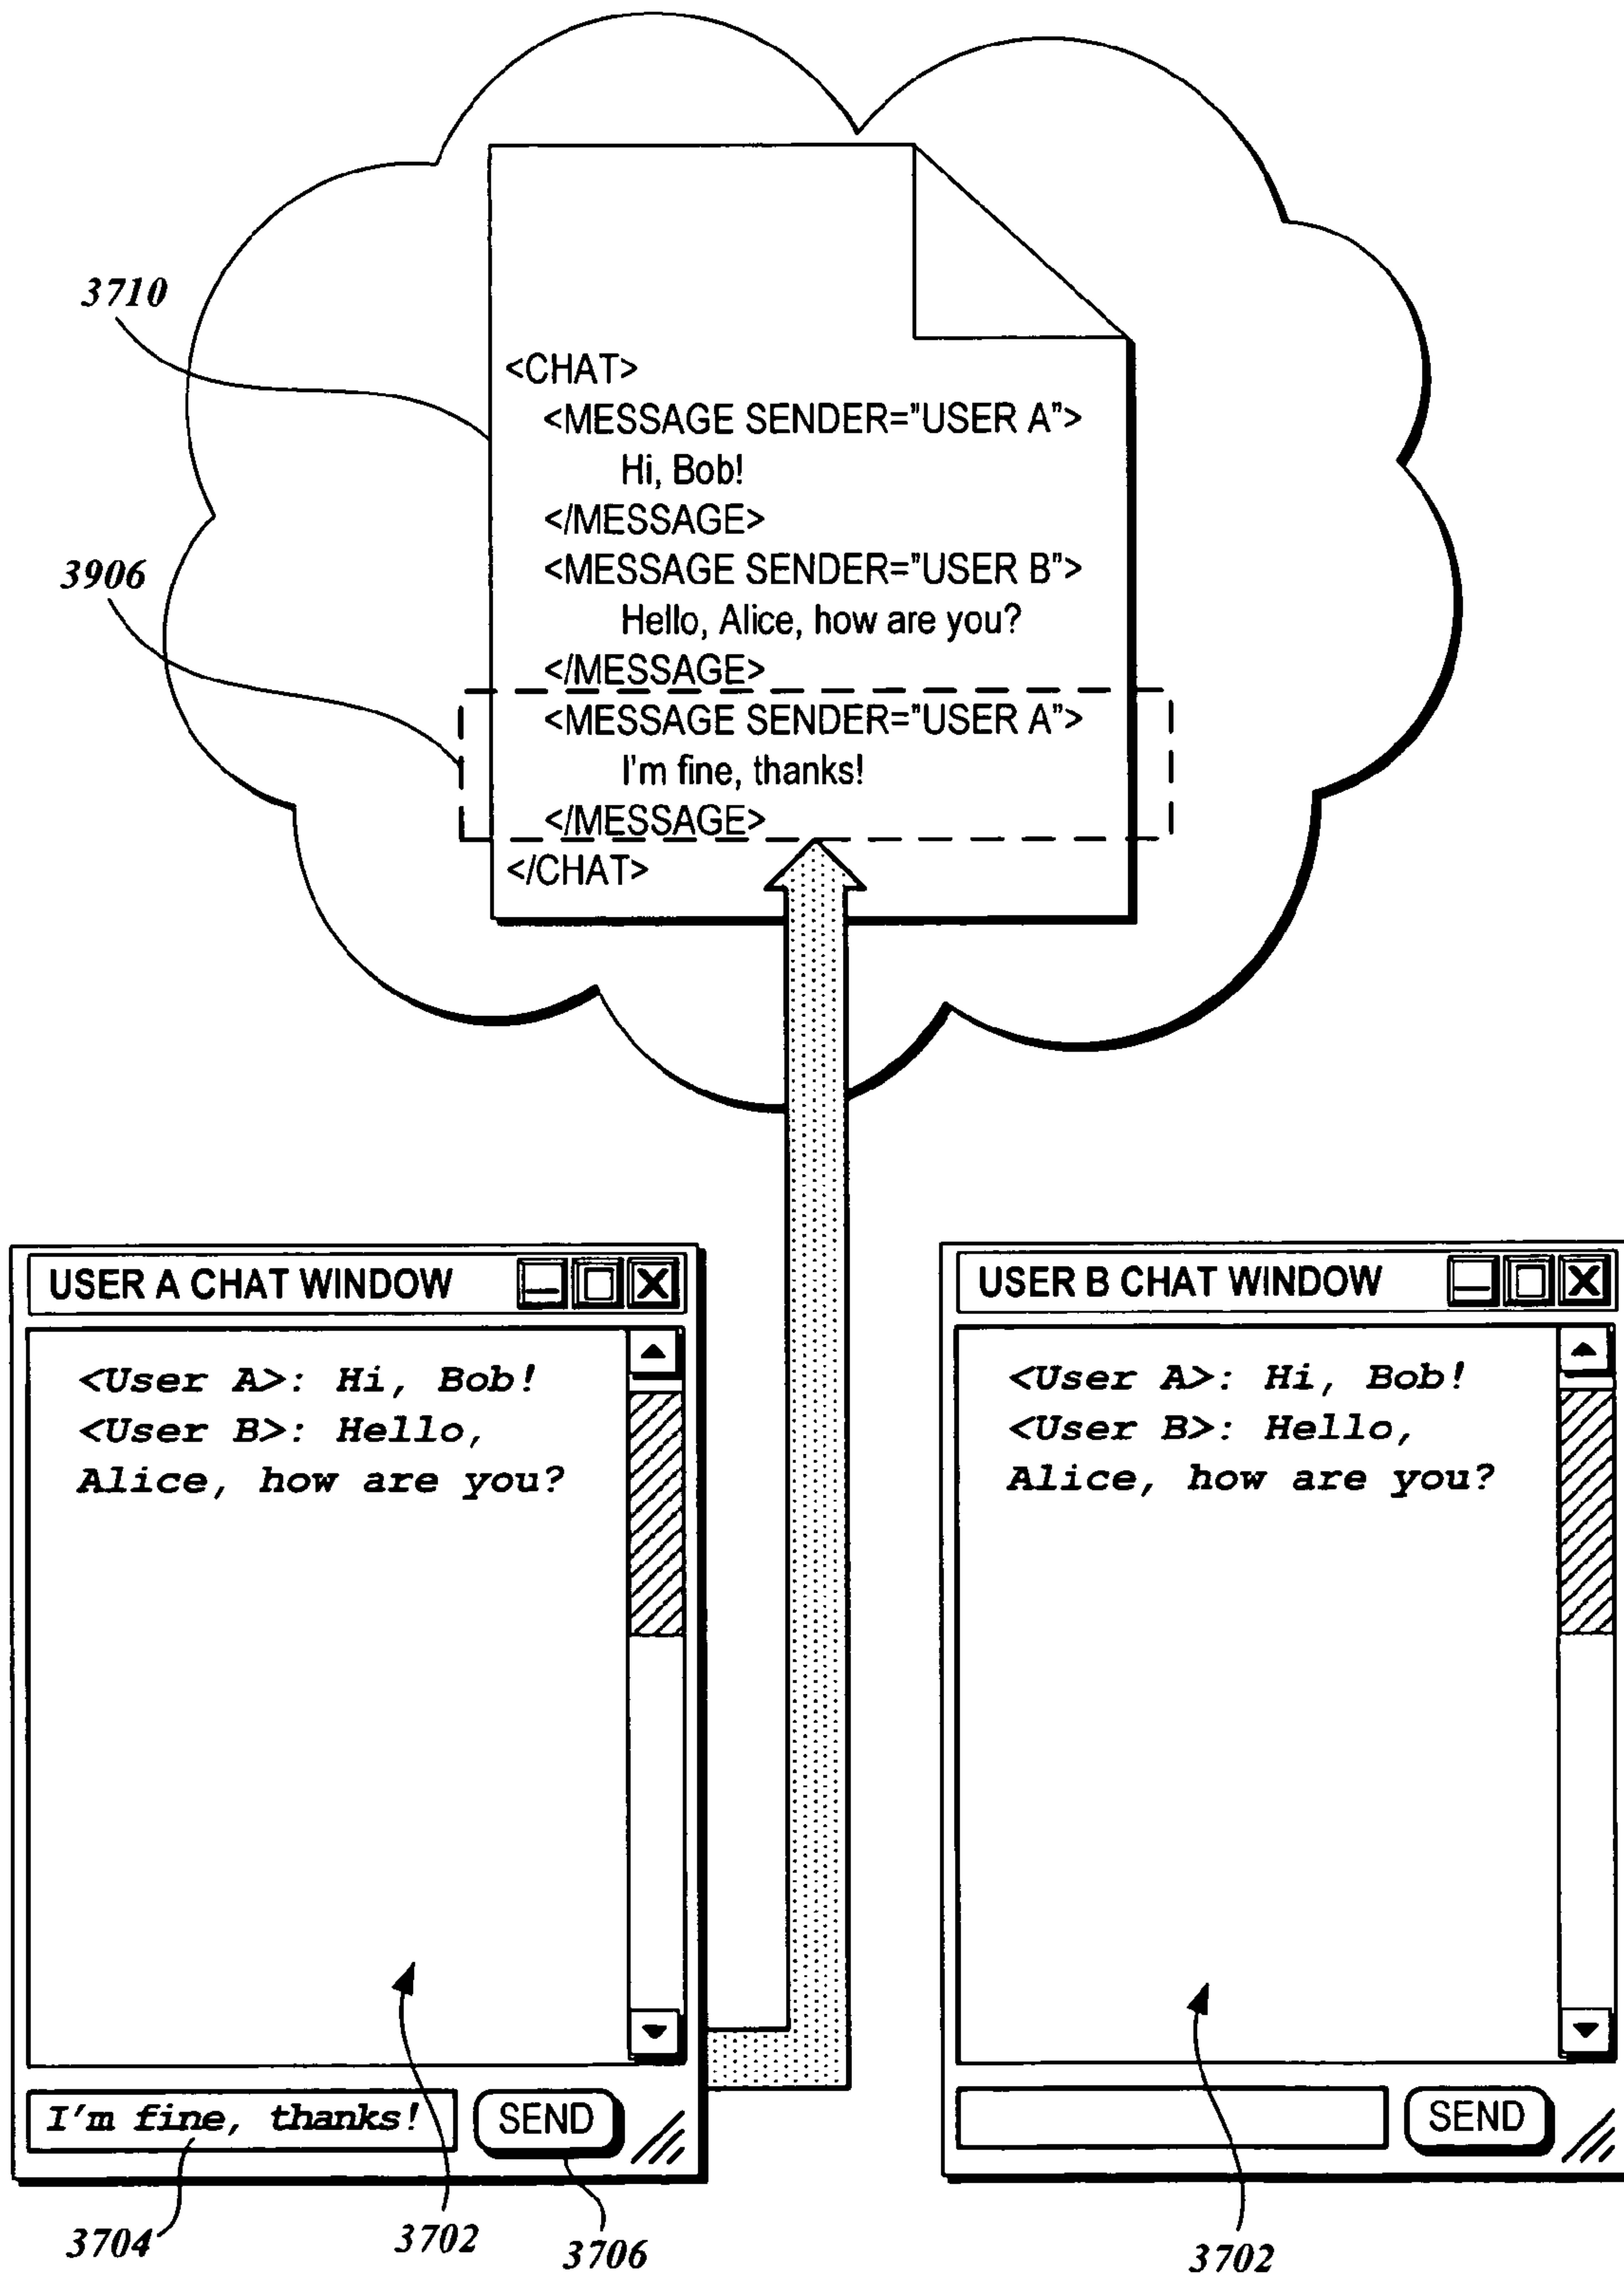 3710
<CHAT>
<MESSAGE SENDER="USER A">
Hi, Bob!
</MESSAGE>
3906
<MESSAGE SENDER="USER B">
Hello, Alice, how are you?
</MESSAGE>
<MESSAGE SENDER="USER A">
I'm fine, thanks!
</MESSAGE>
</CHAT>
USER A CHAT WINDOW
<User A>: Hi, Bob!
<User B>: Hello,
Alice, how are you?
I'm fine, thanks!
SEND
3704
3702
3706
USER B CHAT WINDOW
<User A>: Hi, Bob!
<User B>: Hello,
Alice, how are you?
SEND
3702